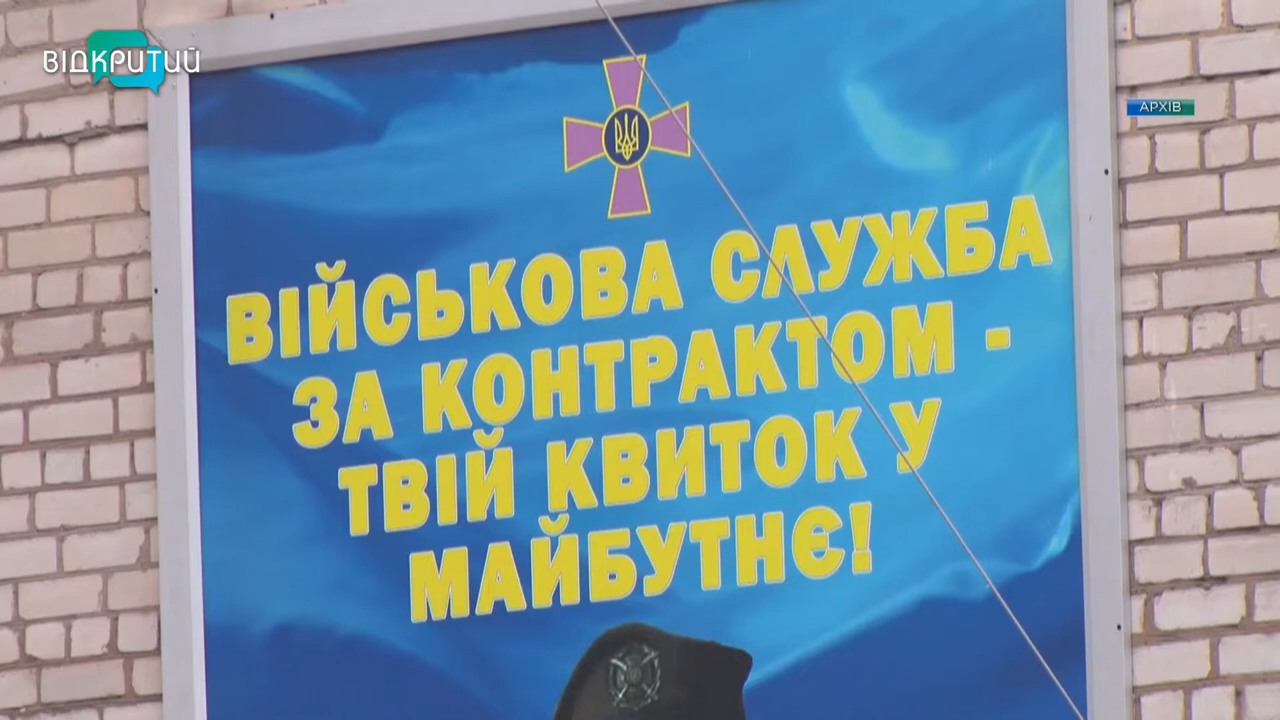 ВІДКРИТИЙ
АРХІВ
ВІЙСЬКОВА СЛУЖБА
ЗА КОНТРАКТОМ -
ТВІЙ КВИТОК У
МАЙБУТНЄ!